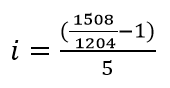 i = ((1508/1204 − 1))/5